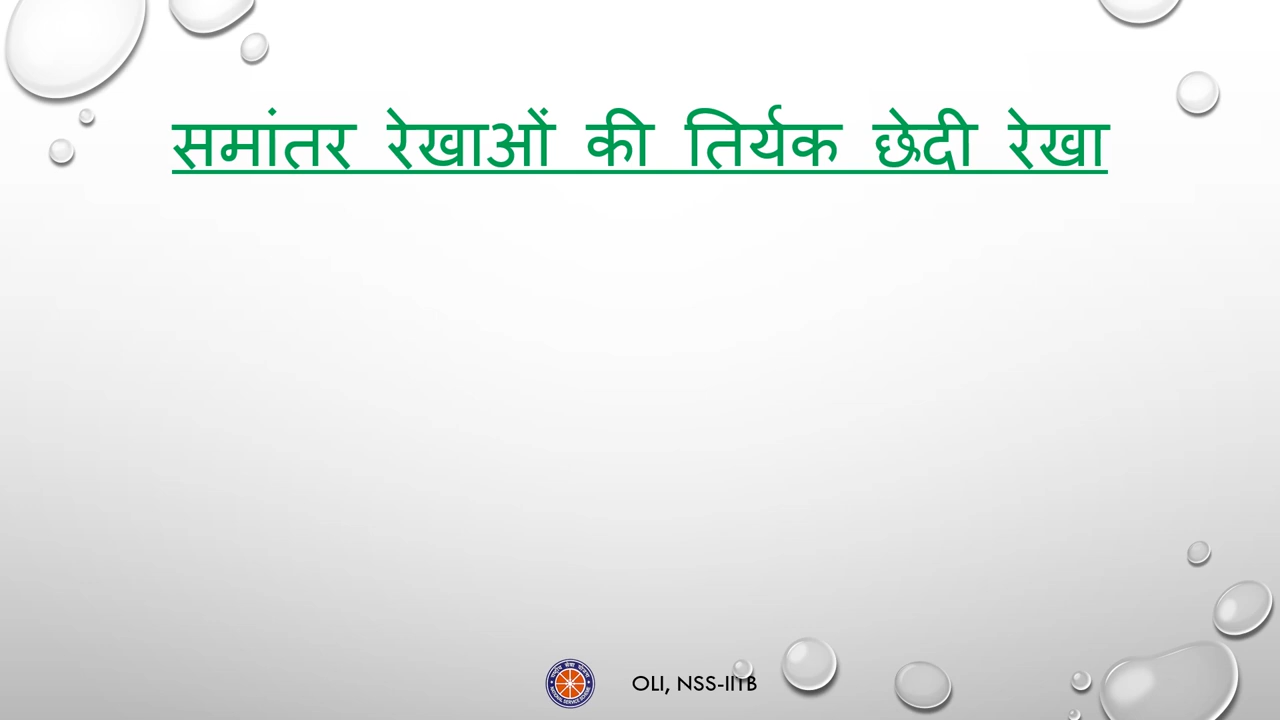 समांतर रेखाओं की तिर्यक छेदी रेखा
OLI, NSS-IITB